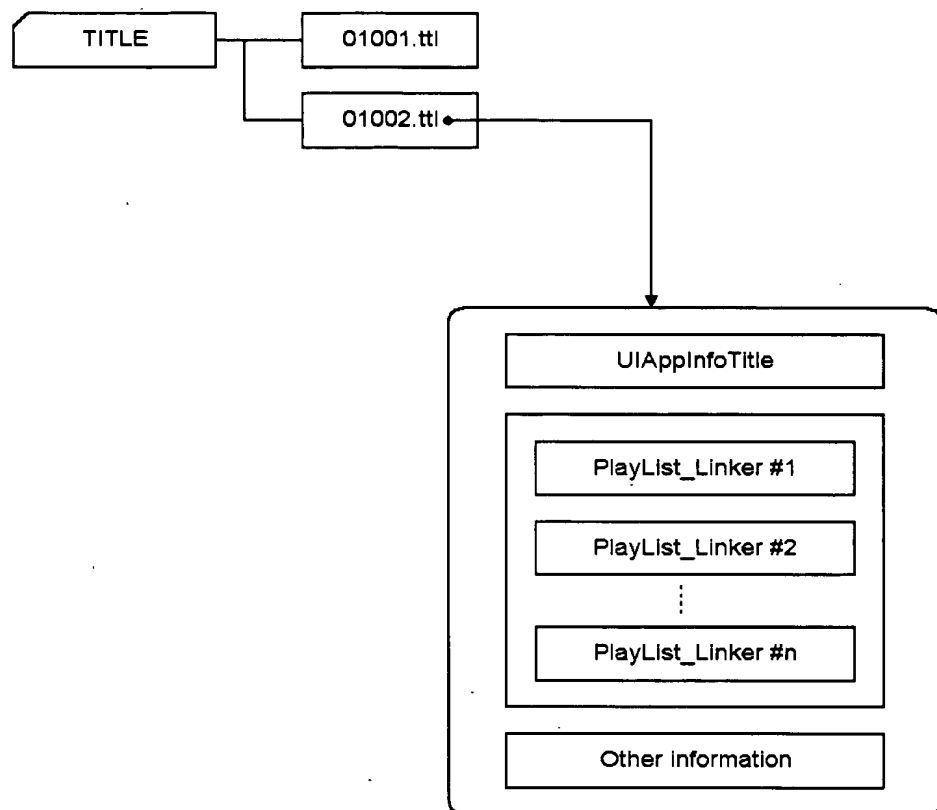 TITLE
01001.ttl
01002.ttl
UIAppInfoTitle
PlayList_Linker #1
PlayList_Linker #2
PlayList_Linker #n
Other information